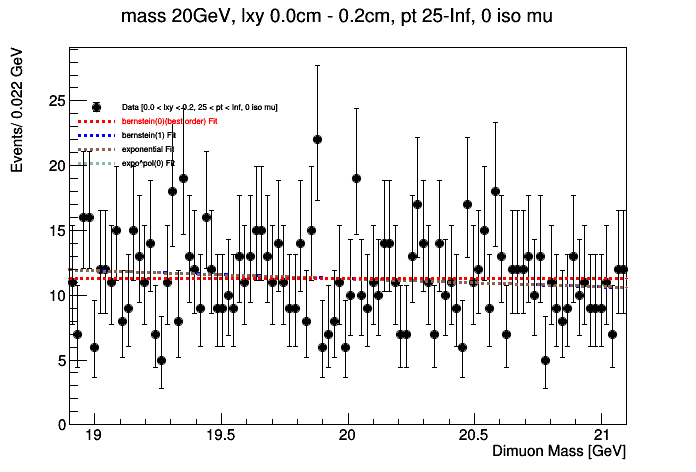 mass 20GeV, lxy 0.0cm - 0.2cm, pt 25-Inf, 0 iso mu
Events/ 0.022 GeV
Data [0.0 < lxy < 0.2, 25 < pt < Inf, 0 iso mu]
bernstein(0)(best order) Fit
bernstein(1) Fit
exponential Fit
expo*pol(0) Fit
25
20
15
10
5
0
19
19.5
20
20.5
21
Dimuon Mass [GeV]